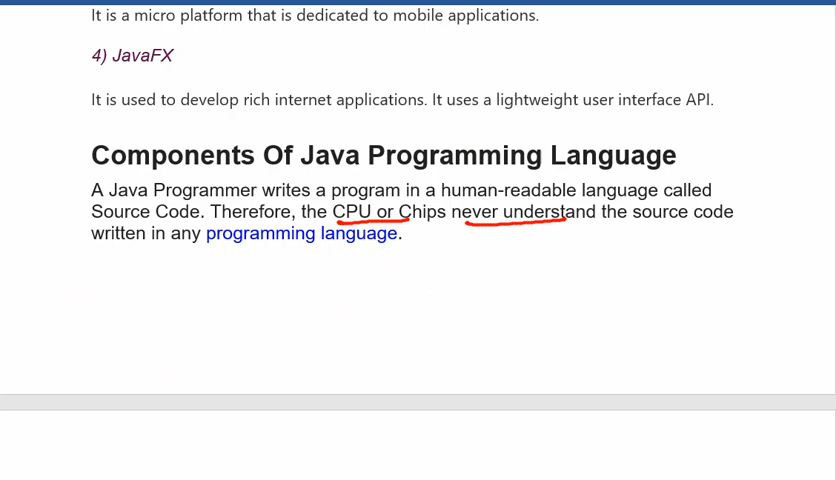 It is a micro platform that is dedicated to mobile applications.
4) JavaFX
It is used to develop rich internet applications. It uses a lightweight user interface API.
Components Of Java Programming Language
A Java Programmer writes a program in a human-readable language called
Source Code. Therefore, the CPU or Chips never understand the source code
written in any programming language.